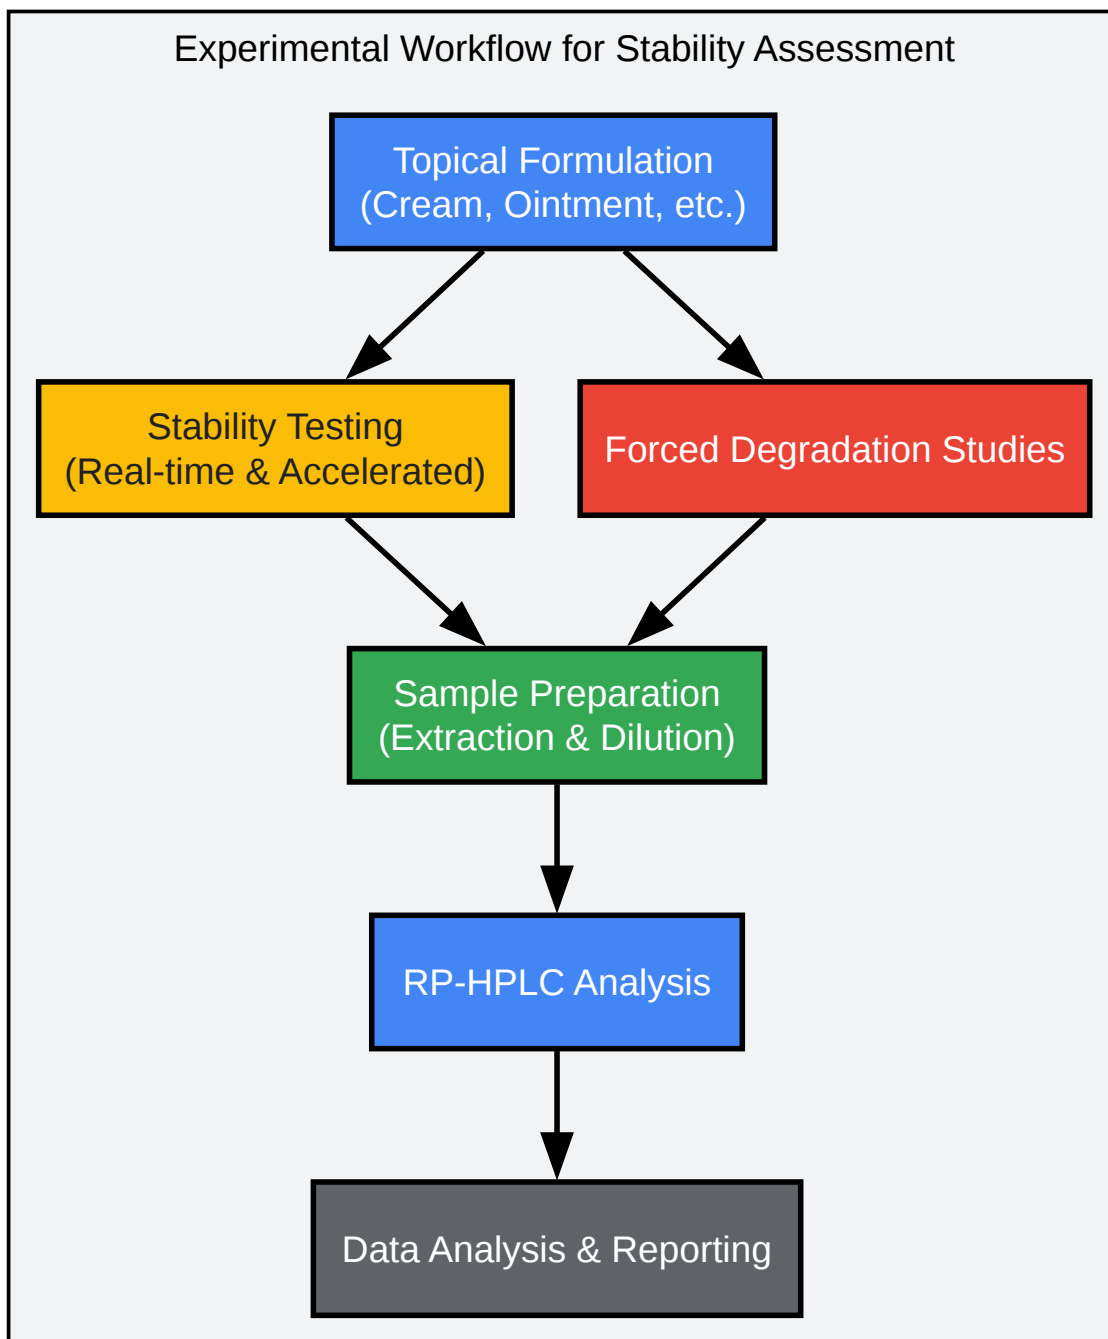 Experimental Workflow for Stability Assessment
Topical Formulation
(Cream, Ointment, etc.)
Stability Testing
(Real-time & Accelerated)
Forced Degradation Studies
Sample Preparation
(Extraction & Dilution)
RP-HPLC Analysis
Data Analysis & Reporting